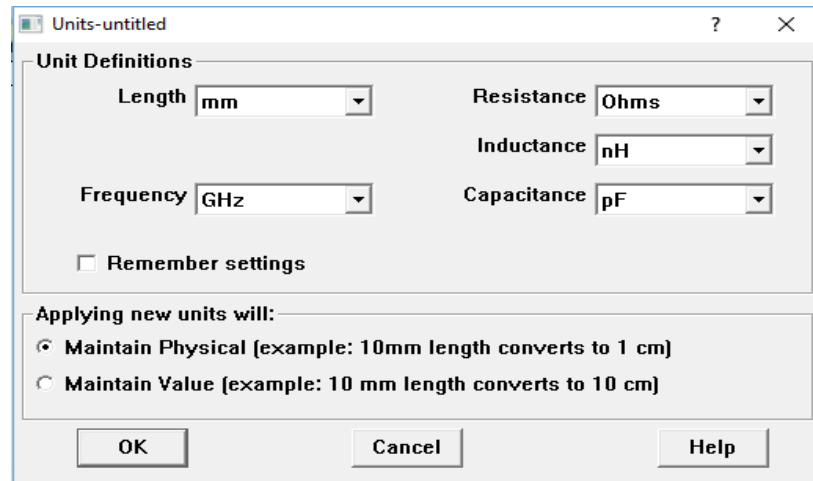 Units-untitled ?
Unit Definitions
Length mm Resistance Ohms
Inductance nH
Frequency GHz Capacitance pF
Remember settings
Applying new units will:
Maintain Physical (example: 10mm length converts to 1 cm)
Maintain Value (example: 10 mm length converts to 10 cm)
OK Cancel Help